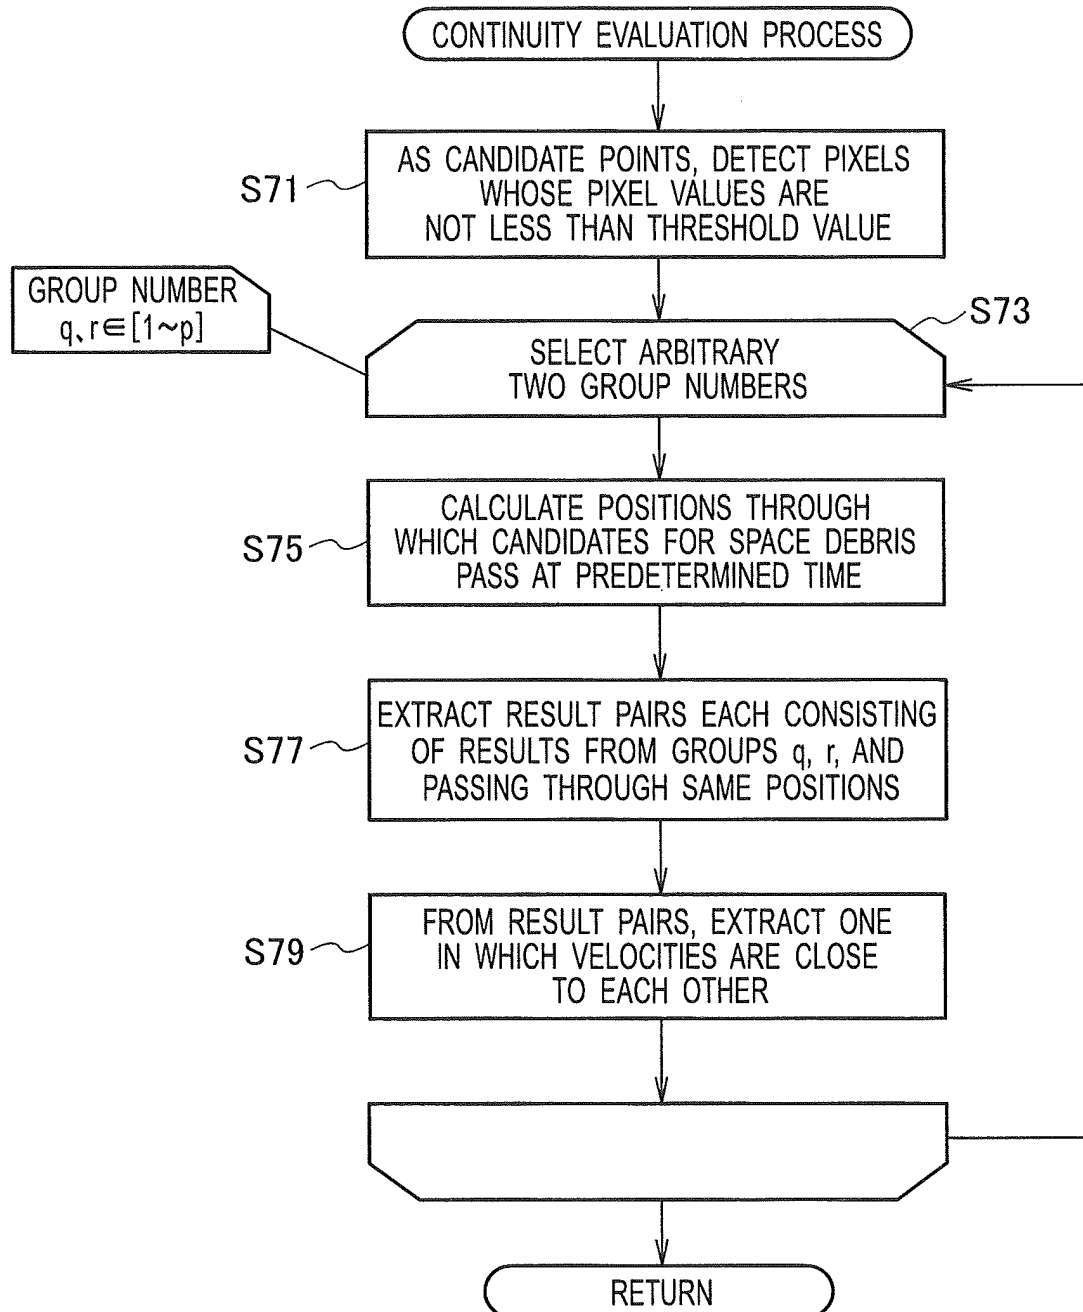 CONTINUITY EVALUATION PROCESS
S71
AS CANDIDATE POINTS, DETECT PIXELS
WHOSE PIXEL VALUES ARE
NOT LESS THAN THRESHOLD VALUE
GROUP NUMBER
q、r∈[1~p]
S73
SELECT ARBITRARY
TWO GROUP NUMBERS
S75
CALCULATE POSITIONS THROUGH
WHICH CANDIDATES FOR SPACE DEBRIS
PASS AT PREDETERMINED TIME
S77
EXTRACT RESULT PAIRS EACH CONSISTING
OF RESULTS FROM GROUPS q, r, AND
PASSING THROUGH SAME POSITIONS
S79
FROM RESULT PAIRS, EXTRACT ONE
IN WHICH VELOCITIES ARE CLOSE
TO EACH OTHER
RETURN